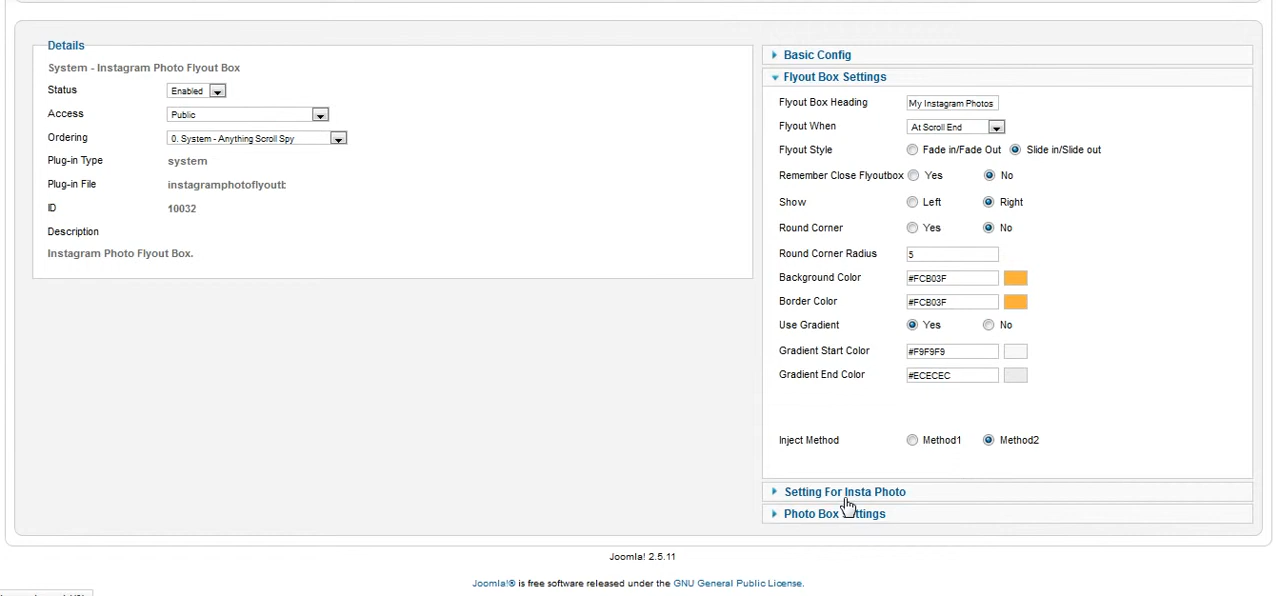 Details
System - Instagram Photo Flyout Box
Status Enabled
Access Public
Ordering 0. System - Anything Scroll Spy
Plug-in Type system
Plug-in File instagramphotoflyoutt
ID 10032
Description
Instagram Photo Flyout Box.
Basic Config
Flyout Box Settings
Flyout Box Heading My Instagram Photos
Flyout When At Scroll End
Flyout Style Fade in/Fade Out Slide in/Slide out
Remember Close Flyoutbox Yes No
Show Left Right
Round Corner Yes No
Round Corner Radius 5
Background Color #FCB03F
Border Color #FCB03F
Use Gradient Yes No
Gradient Start Color #F9F9F9
Gradient End Color #ECECEC
Inject Method Method1 Method2
Setting For Insta Photo
Photo Box ttings
Joomla! 2.5.11
Joomla!® is free software released under the GNU General Public License.